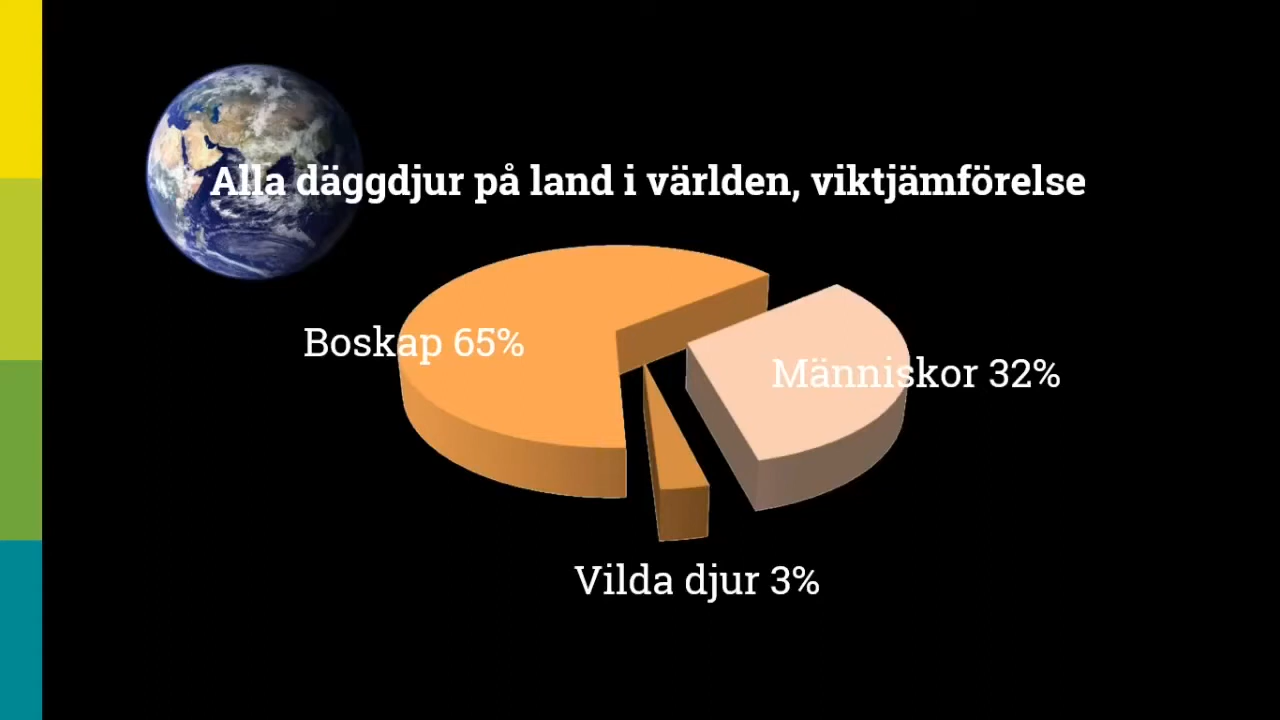 Alla däggdjur på land i världen, viktjämförelse
Boskap 65%
Människor 32%
Vilda djur 3%